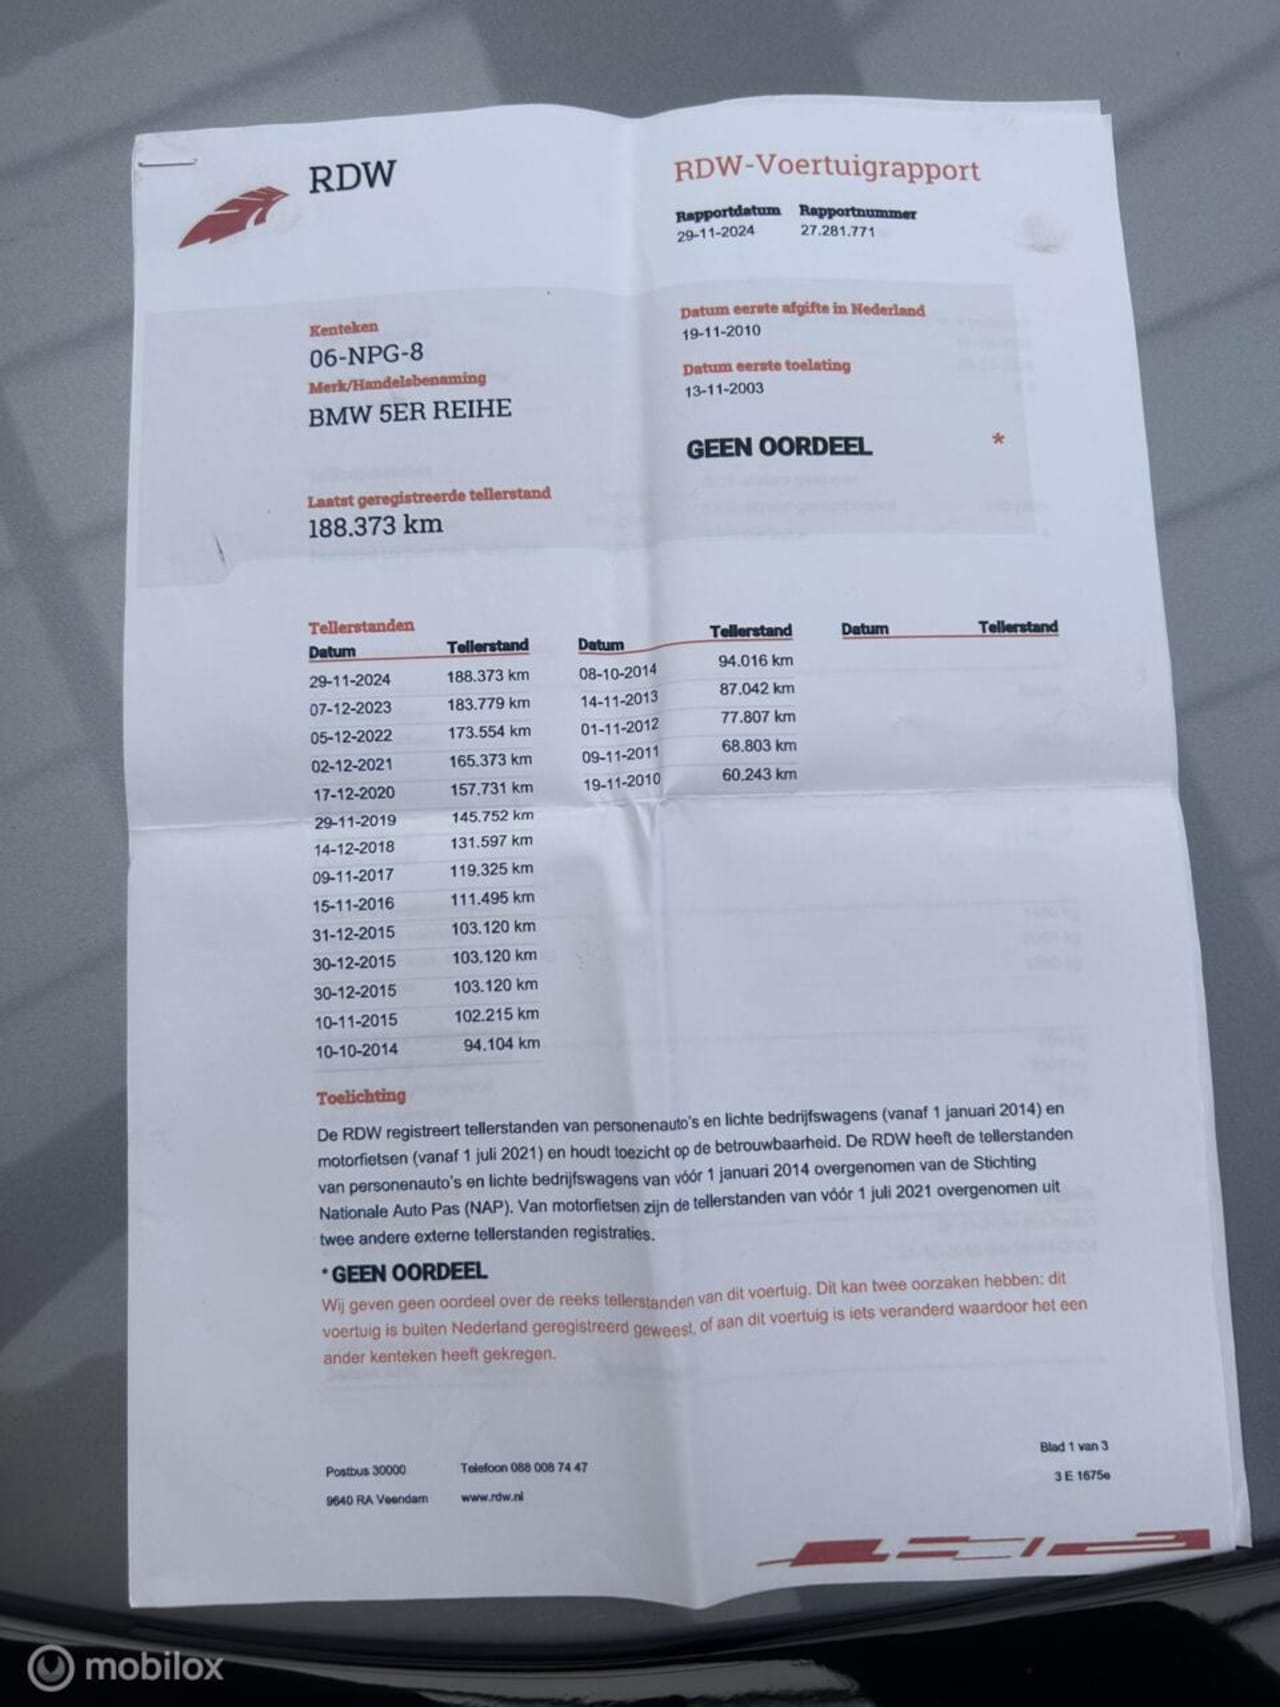 RDW
RDW-Voertuigrapport
Rapportdatum Rapportnummer
29-11-2024 27.281.771
Kenteken
06-NPG-8
Merk/Handelsbenaming
BMW 5ER REIHE
Laatst geregistreerde tellerstand
188.373 km
Datum eerste afgifte in Nederland
19-11-2010
Datum eerste toelating
13-11-2003
GEEN OORDEEL *
Tellerstanden
Datum Tellerstand Datum Tellerstand Datum Tellerstand
29-11-2024 188.373 km 08-10-2014 94.016 km
07-12-2023 183.779 km 14-11-2013 87.042 km
05-12-2022 173.554 km 01-11-2012 77.807 km
02-12-2021 165.373 km 09-11-2011 68.803 km
17-12-2020 157.731 km 19-11-2010 60.243 km
29-11-2019 145.752 km
14-12-2018 131.597 km
09-11-2017 119.325 km
15-11-2016 111.495 km
31-12-2015 103.120 km
30-12-2015 103.120 km
30-12-2015 103.120 km
10-11-2015 102.215 km
10-10-2014 94.104 km
Toelichting
De RDW registreert tellerstanden van personenauto's en lichte bedrijfswagens (vanaf 1 januari 2014) en
motorfietsen (vanaf 1 juli 2021) en houdt toezicht op de betrouwbaarheid. De RDW heeft de tellerstanden
van personenauto's en lichte bedrijfswagens van vóór 1 januari 2014 overgenomen van de Stichting
Nationale Auto Pas (NAP). Van motorfietsen zijn de tellerstanden van vóór 1 juli 2021 overgenomen uit
twee andere externe tellerstanden registraties.
* GEEN OORDEEL
Wij geven geen oordeel over de reeks tellerstanden van dit voertuig. Dit kan twee oorzaken hebben: dit
voertuig is buiten Nederland geregistreerd geweest, of aan dit voertuig is iets veranderd waardoor het een
ander kenteken heeft gekregen.
Postbus 30000 Telefoon 088 008 74 47
9640 RA Veendam www.rdw.nl
Blad 1 van 3
3 E 1675e
mobilox